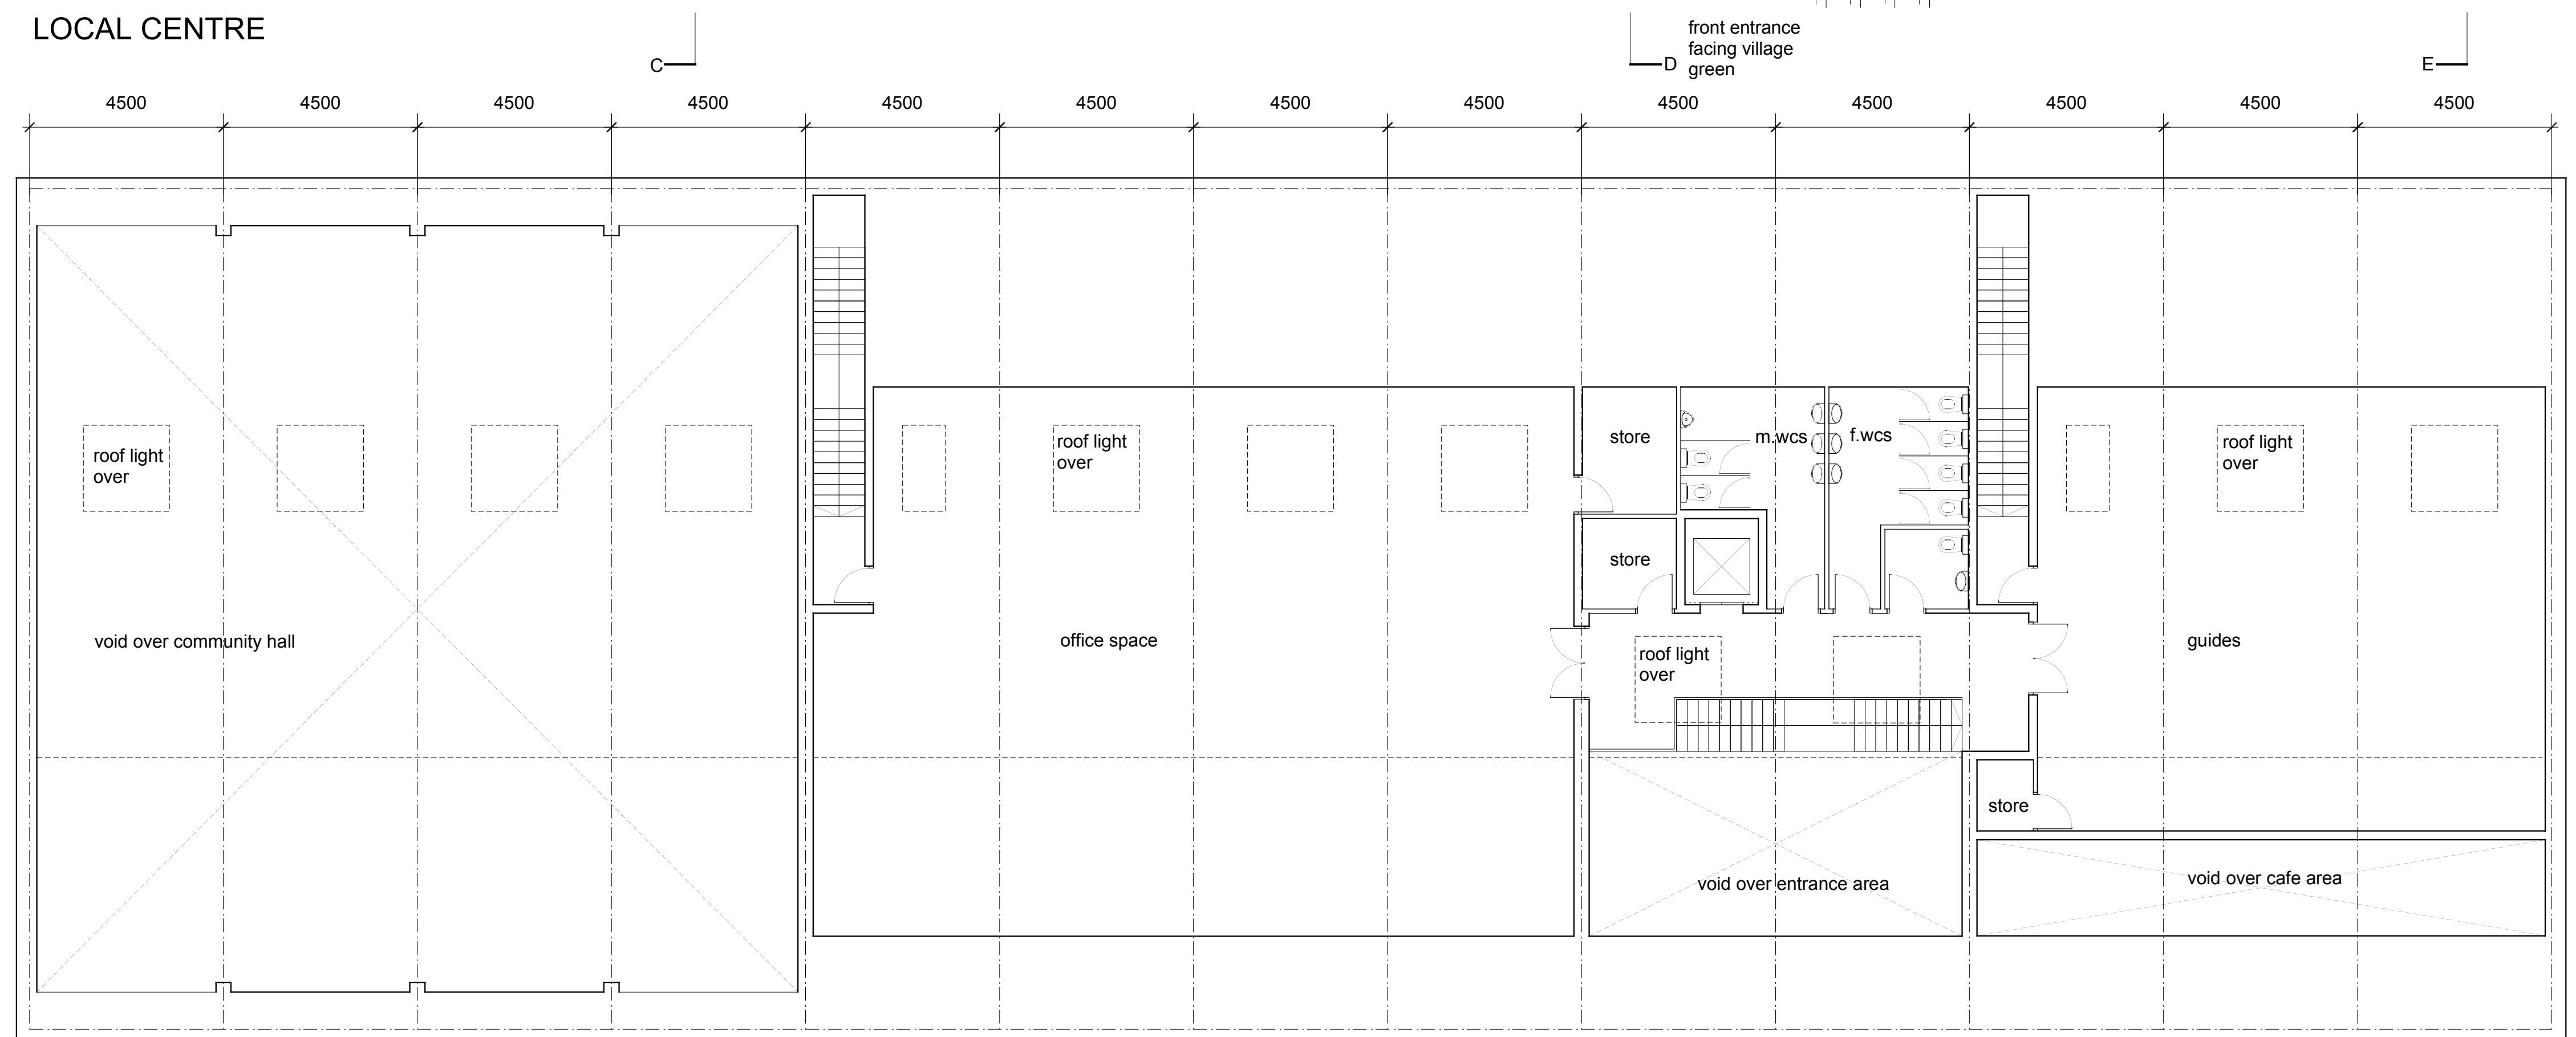 LOCAL CENTRE
front entrance
facing village
green
C
D
E
4500 4500 4500 4500 4500 4500 4500 4500 4500 4500 4500 4500 4500
roof light
over
roof light
over
store
m.wcs
f.wcs
roof light
over
store
void over community hall
office space
roof light
over
guides
store
void over entrance area
void over cafe area